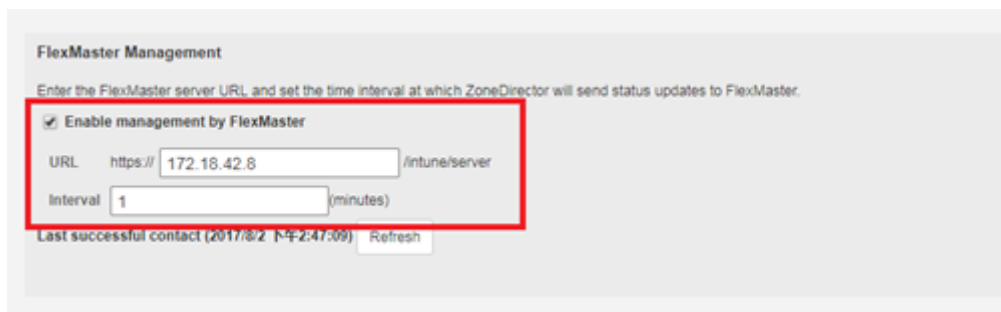 FlexMaster Management
Enter the FlexMaster server URL and set the time interval at which ZoneDirector will send status updates to FlexMaster.
Enable management by FlexMaster
URL https:// 172.18.42.8 /intune/server
Interval 1 (minutes)
Last successful contact (2017/8/2 下午2:47:09) Refresh